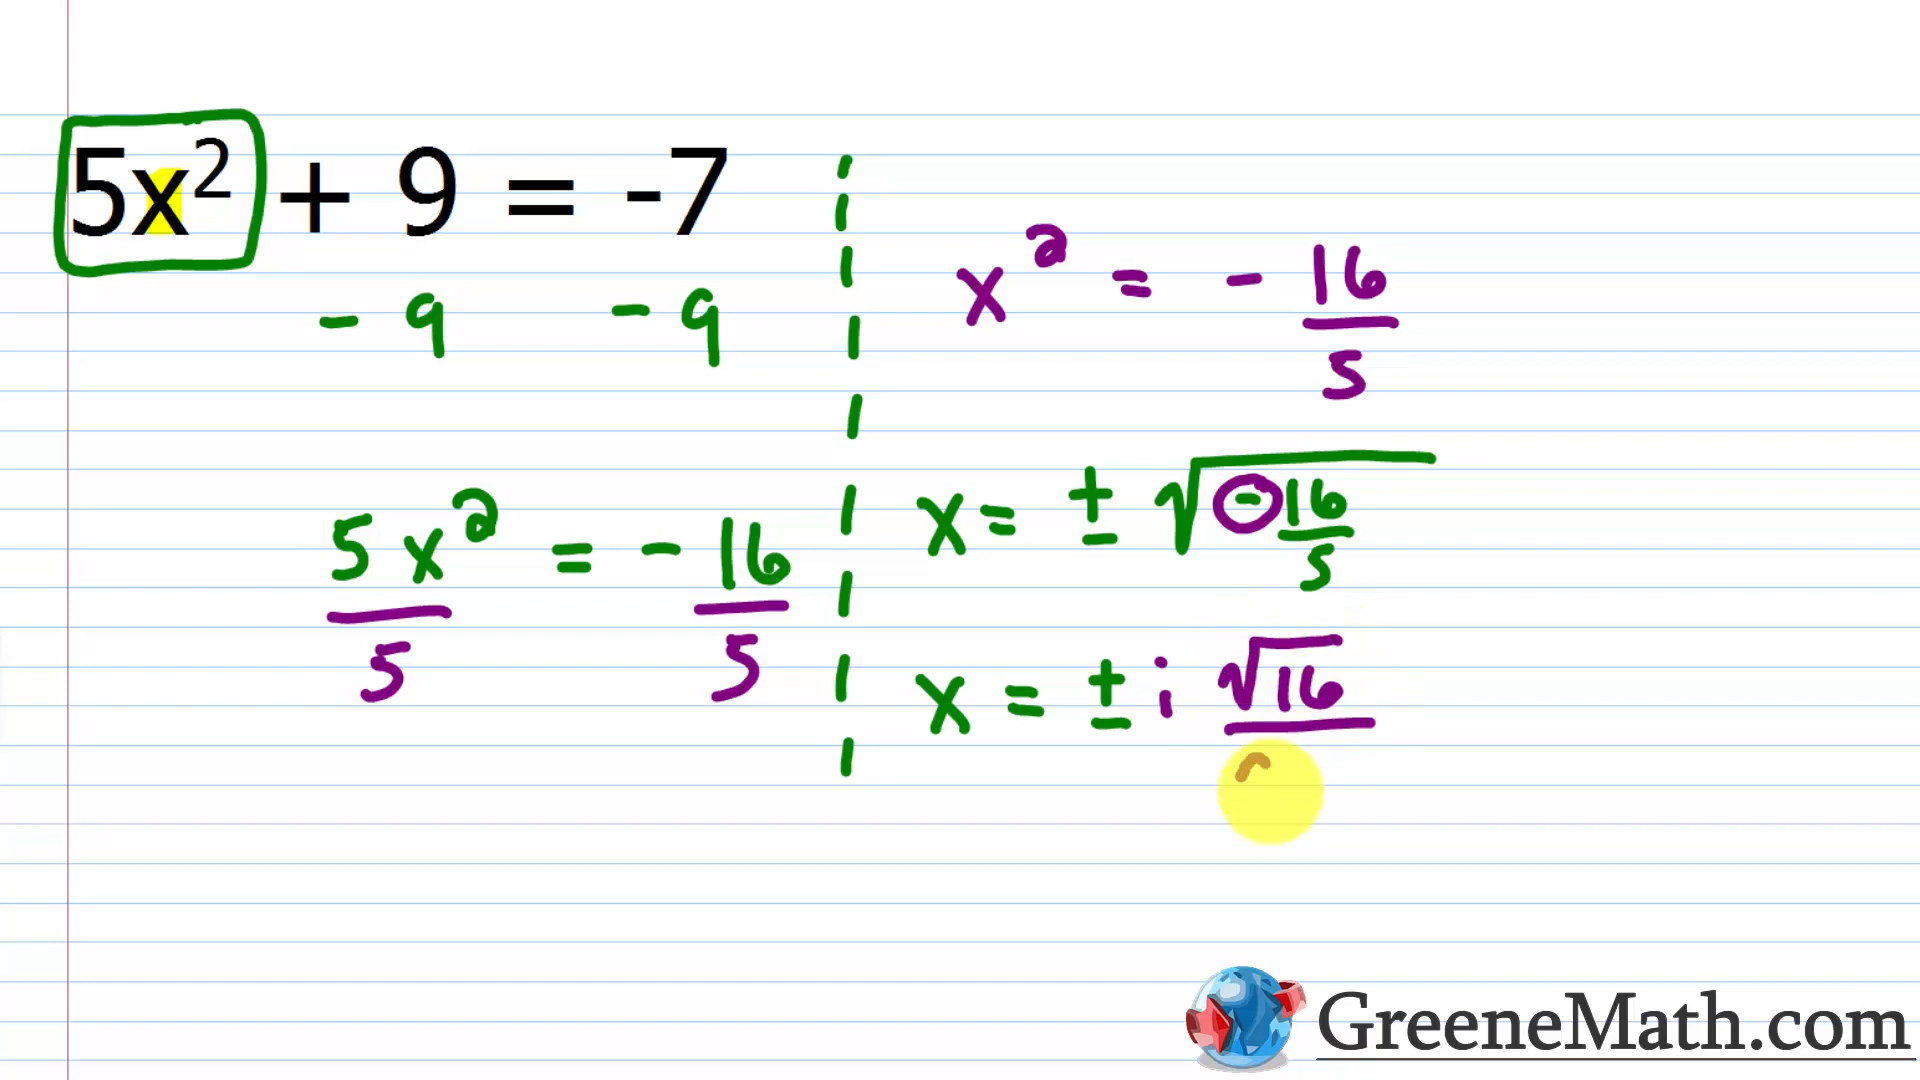 5x² + 9 = -7
- 9 - 9
5x² = - 16
5 5
x² = - 16/5
x = ± √(-16/5)
x = ± i √16
GreeneMath.com